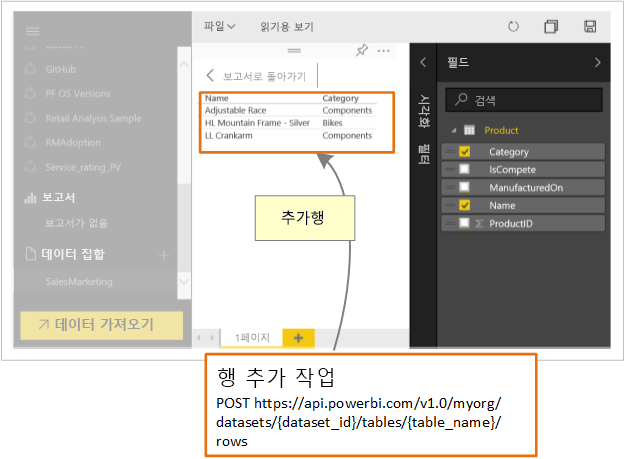 파일
읽기용 보기
GitHub
PF OS Versions
Retail Analysis Sample
RMAdoption
Service_rating_PV
보고서
보고서가 없음
데이터 집합 +
SalesMarketing
데이터 가져오기
보고서로 돌아가기
Name Category
Adjustable Race Components
HL Mountain Frame - Silver Bikes
LL Crankarm Components
추가행
1페이지 +
시각화
필터
필드
검색
Product
Category
IsCompete
ManufacturedOn
Name
Σ ProductID
행 추가 작업
POST https://api.powerbi.com/v1.0/myorg/
datasets/{dataset_id}/tables/{table_name}/
rows